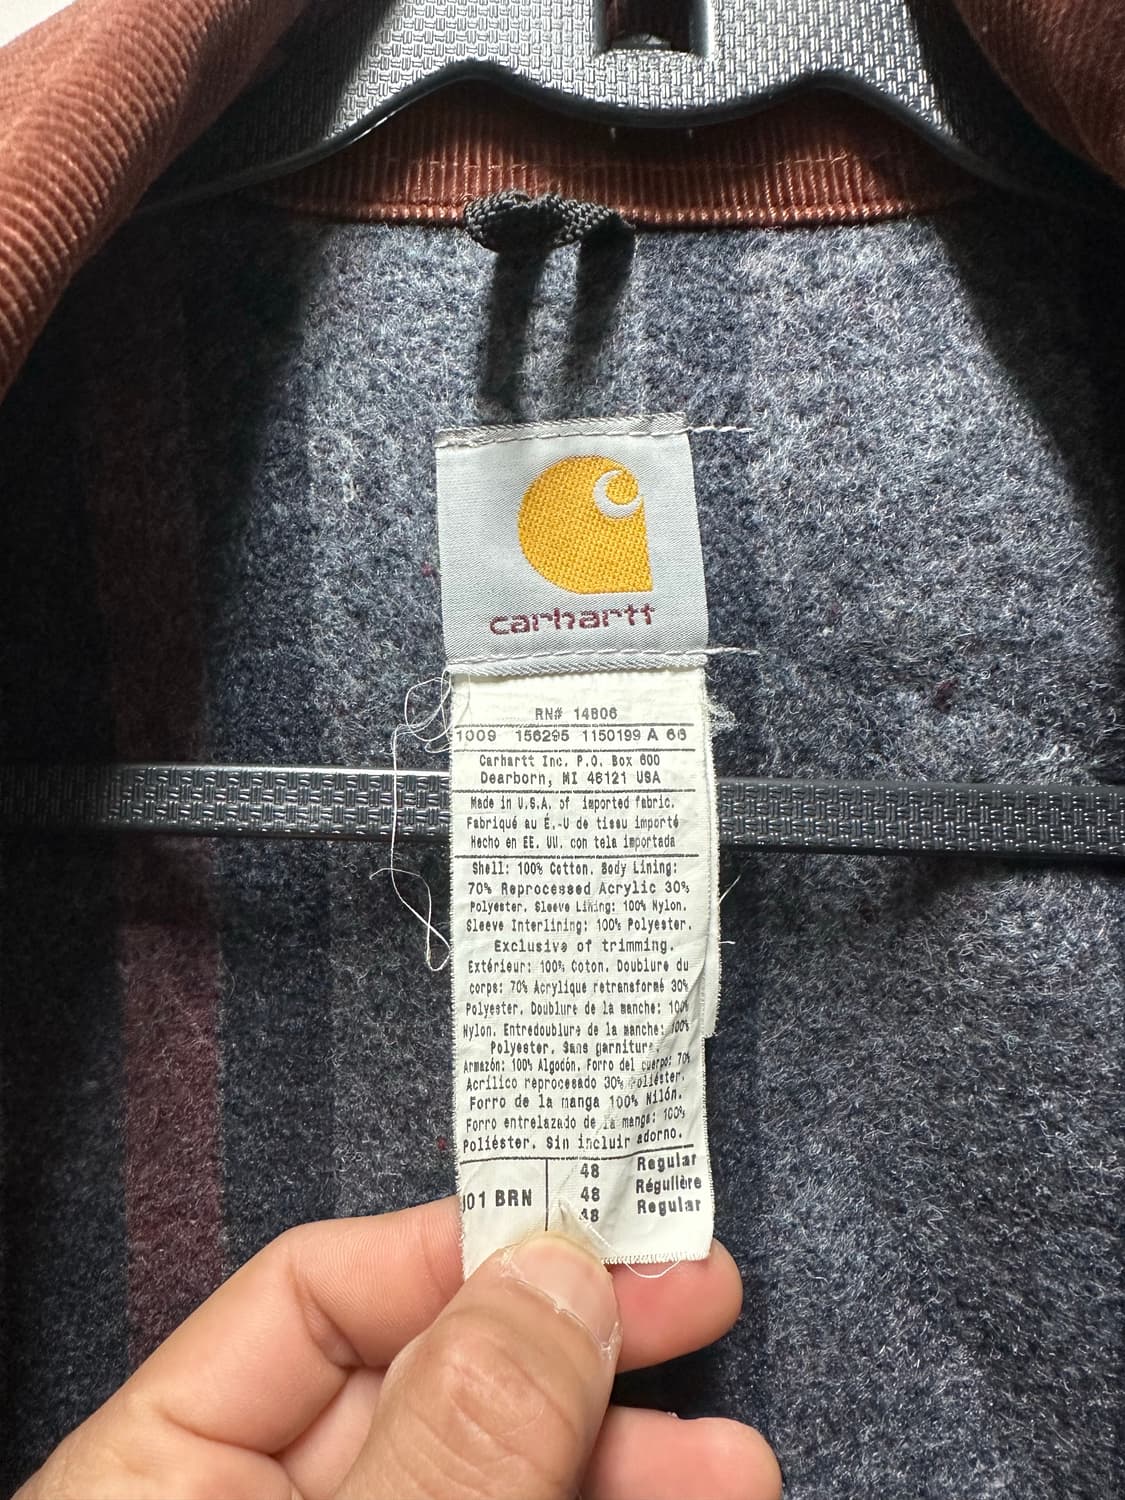 carhartt
RN# 14806
1009 156295 1150199 A 66
Carhartt Inc. P.O. Box 600
Dearborn, MI 48121 USA
Made in U.S.A. of imported fabric.
Fabriqué au É.-U de tissu importé
Hecho en EE. UU. con tela importada
Shell: 100% Cotton. Body Lining:
70% Reprocessed Acrylic 30%
Polyester. Sleeve Lining: 100% Nylon.
Sleeve Interlining: 100% Polyester.
Exclusive of trimming.
Extérieur: 100% Coton. Doublure du
corps: 70% Acrylique retransformé 30%
Polyester. Doublure de la manche: 100%
Nylon. Entredoublure de la manche: 100%
Polyester. Sans garniture.
Armazón: 100% Algodón. Forro del cuerpo: 70%
Acrílico reprocesado 30% Poliéster.
Forro de la manga 100% Nilón.
Forro entrelazado de la manga: 100%
Poliéster. Sin incluir adorno.
48 Regular
J01 BRN 48 Régulière
48 Regular